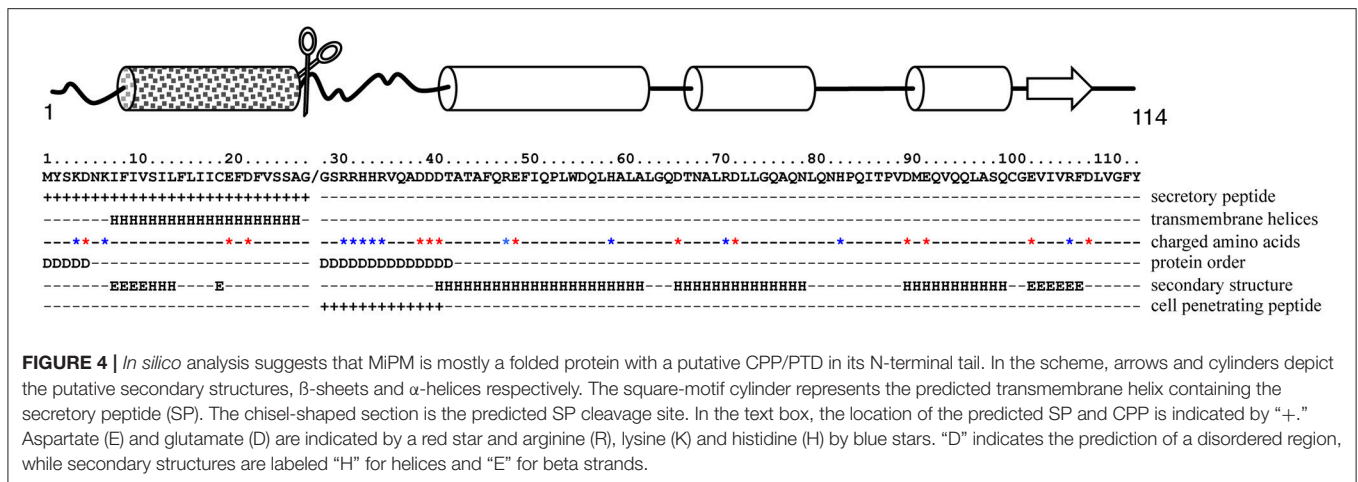 1
114
1.......10........20........ .30........40........50........60........70........80........90........100.......110..
MYSKDNKIFIVSILFLIICEFDFVSSAG/GSRRHHRVQADDDTATAFQREFIQPLWDQLHALALGQDTNALRDLLGQAQNLQNHPQITPVDMEQVQQLASQCGEVIVRFDLVGFY
++++++++++++++++++++++++++++ -------------------------------------------------------------------------------------- secretory peptide
-------HHHHHHHHHHHHHHHHHHHH- -------------------------------------------------------------------------------------- transmembrane helices
---**-*------------*-*------ --*****---***------**---------*------*----**----------*------*-*----------*---*-*----- charged amino acids
DDDDD----------------------- DDDDDDDDDDDDDD------------------------------------------------------------------------ protein order
-------EEEEHHH----E--------- ------------HHHHHHHHHHHHHHHHHHHHHH---HHHHHHHHHHHHHH----------HHHHHHHHHHH--EEEEEE------ secondary structure
---------------------------- +++++++++++++------------------------------------------------------------------------- cell penetrating peptide
FIGURE 4 | In silico analysis suggests that MiPM is mostly a folded protein with a putative CPP/PTD in its N-terminal tail. In the scheme, arrows and cylinders depict
the putative secondary structures, ß-sheets and α-helices respectively. The square-motif cylinder represents the predicted transmembrane helix containing the
secretory peptide (SP). The chisel-shaped section is the predicted SP cleavage site. In the text box, the location of the predicted SP and CPP is indicated by “+.”
Aspartate (E) and glutamate (D) are indicated by a red star and arginine (R), lysine (K) and histidine (H) by blue stars. “D” indicates the prediction of a disordered region,
while secondary structures are labeled “H” for helices and “E” for beta strands.